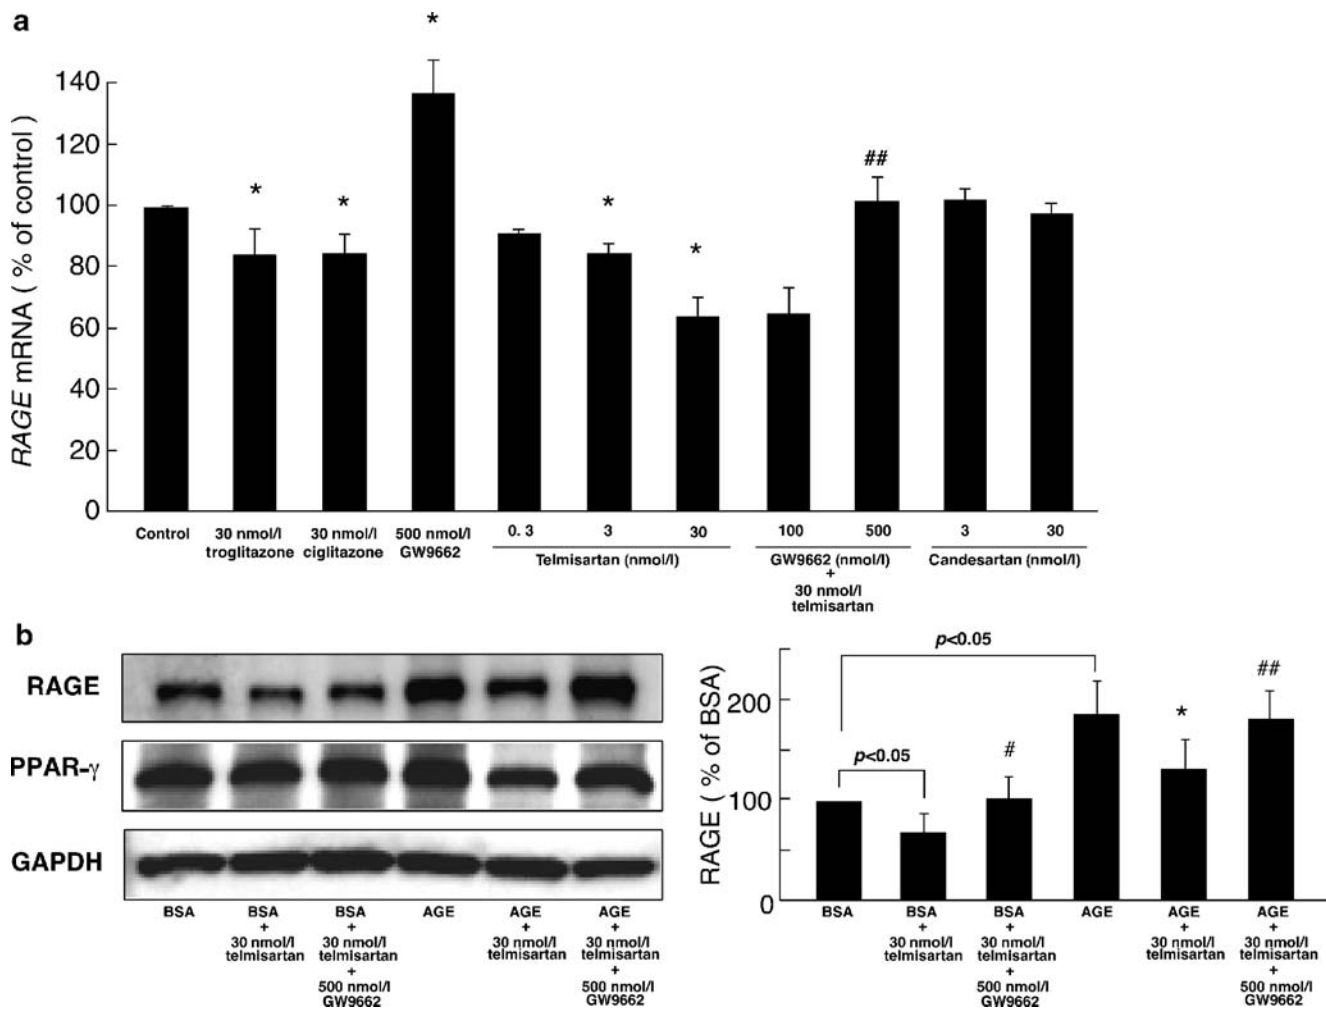 a
*
140
120
100
80
60
40
20
0
RAGE mRNA ( % of control )
*
*
*
*
##
Control
30 nmol/l
troglitazone
30 nmol/l
ciglitazone
500 nmol/l
GW9662
0. 3
3
30
Telmisartan (nmol/l)
100
500
GW9662 (nmol/l)
+
30 nmol/l
telmisartan
3
30
Candesartan (nmol/l)
b
RAGE
PPAR-γ
GAPDH
BSA
BSA
+
30 nmol/l
telmisartan
BSA
+
30 nmol/l
telmisartan
+
500 nmol/l
GW9662
AGE
AGE
+
30 nmol/l
telmisartan
AGE
+
30 nmol/l
telmisartan
+
500 nmol/l
GW9662
RAGE ( % of BSA)
200
100
0
p<0.05
p<0.05
#
*
##
BSA
BSA
+
30 nmol/l
telmisartan
BSA
+
30 nmol/l
telmisartan
+
500 nmol/l
GW9662
AGE
AGE
+
30 nmol/l
telmisartan
AGE
+
30 nmol/l
telmisartan
+
500 nmol/l
GW9662